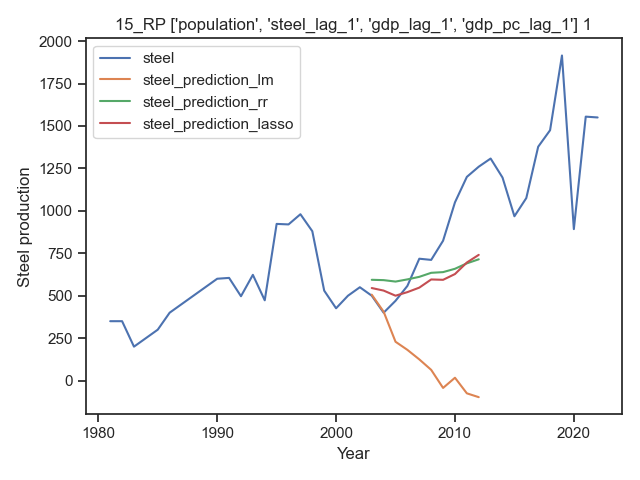 15_RP ['population', 'steel_lag_1', 'gdp_lag_1', 'gdp_pc_lag_1'] 1
steel
steel_prediction_lm
steel_prediction_rr
steel_prediction_lasso
2000
1750
1500
1250
1000
750
500
250
0
Steel production
1980
1990
2000
2010
2020
Year